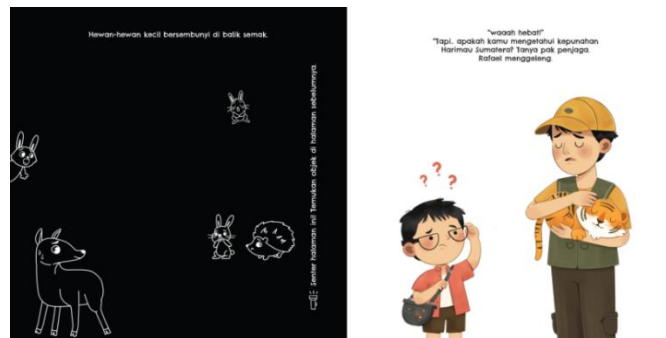 Hewan-hewan kecil bersembunyi di balik semak.
Senter halaman ini! Temukan objek di halaman sebelumnya.
"waaah hebat!"
"Tapi.. apakah kamu mengetahui kepunahan
Harimau Sumatera? Tanya pak penjaga.
Rafael menggeleng.
? ? ?